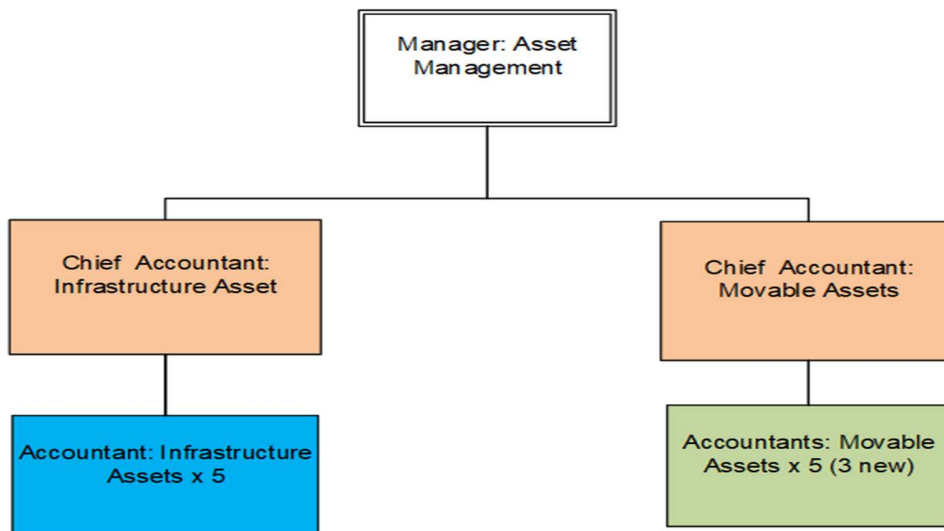 Manager: Asset
Management
Chief Accountant:
Infrastructure Asset
Chief Accountant:
Movable Assets
Accountant: Infrastructure
Assets x 5
Accountants: Movable
Assets x 5 (3 new)